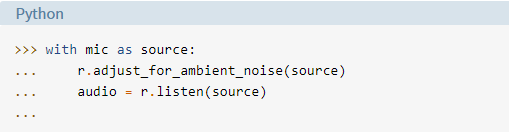 Python
>>> with mic as source:
...     r.adjust_for_ambient_noise(source)
...     audio = r.listen(source)
...